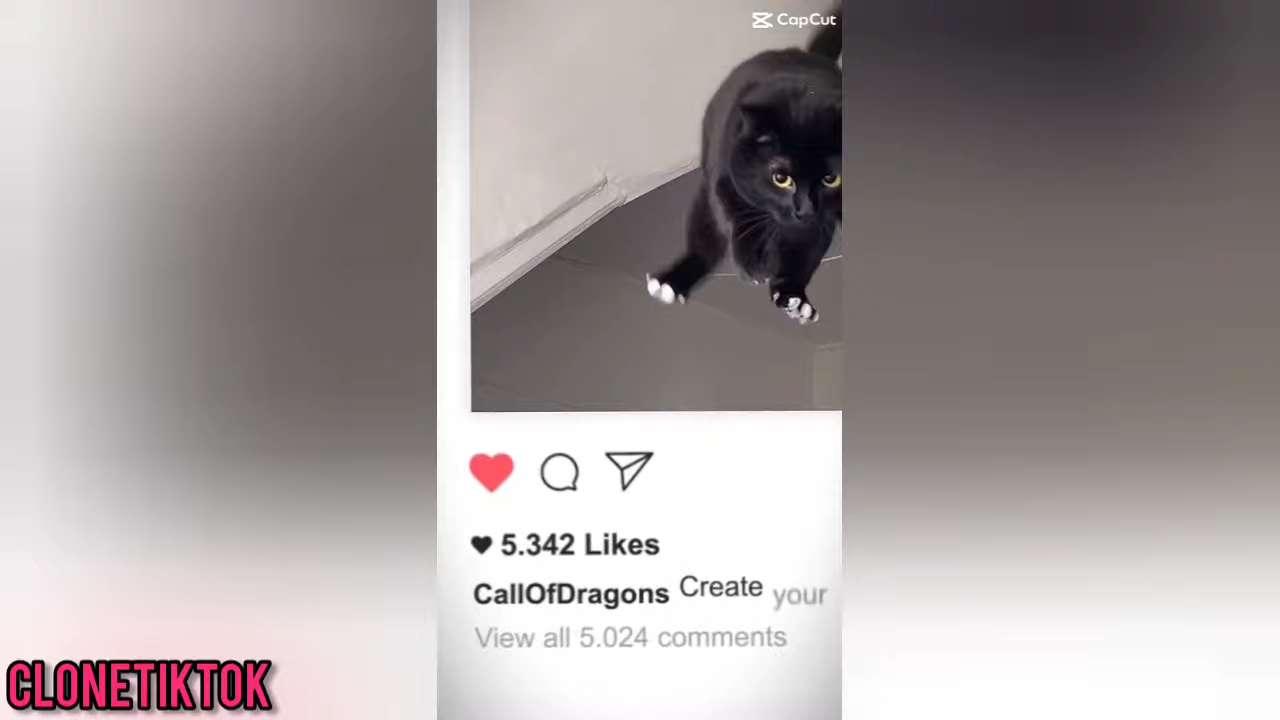 CapCut
5.342 Likes
CallOfDragons Create your
View all 5.024 comments
CLONETIKTOK